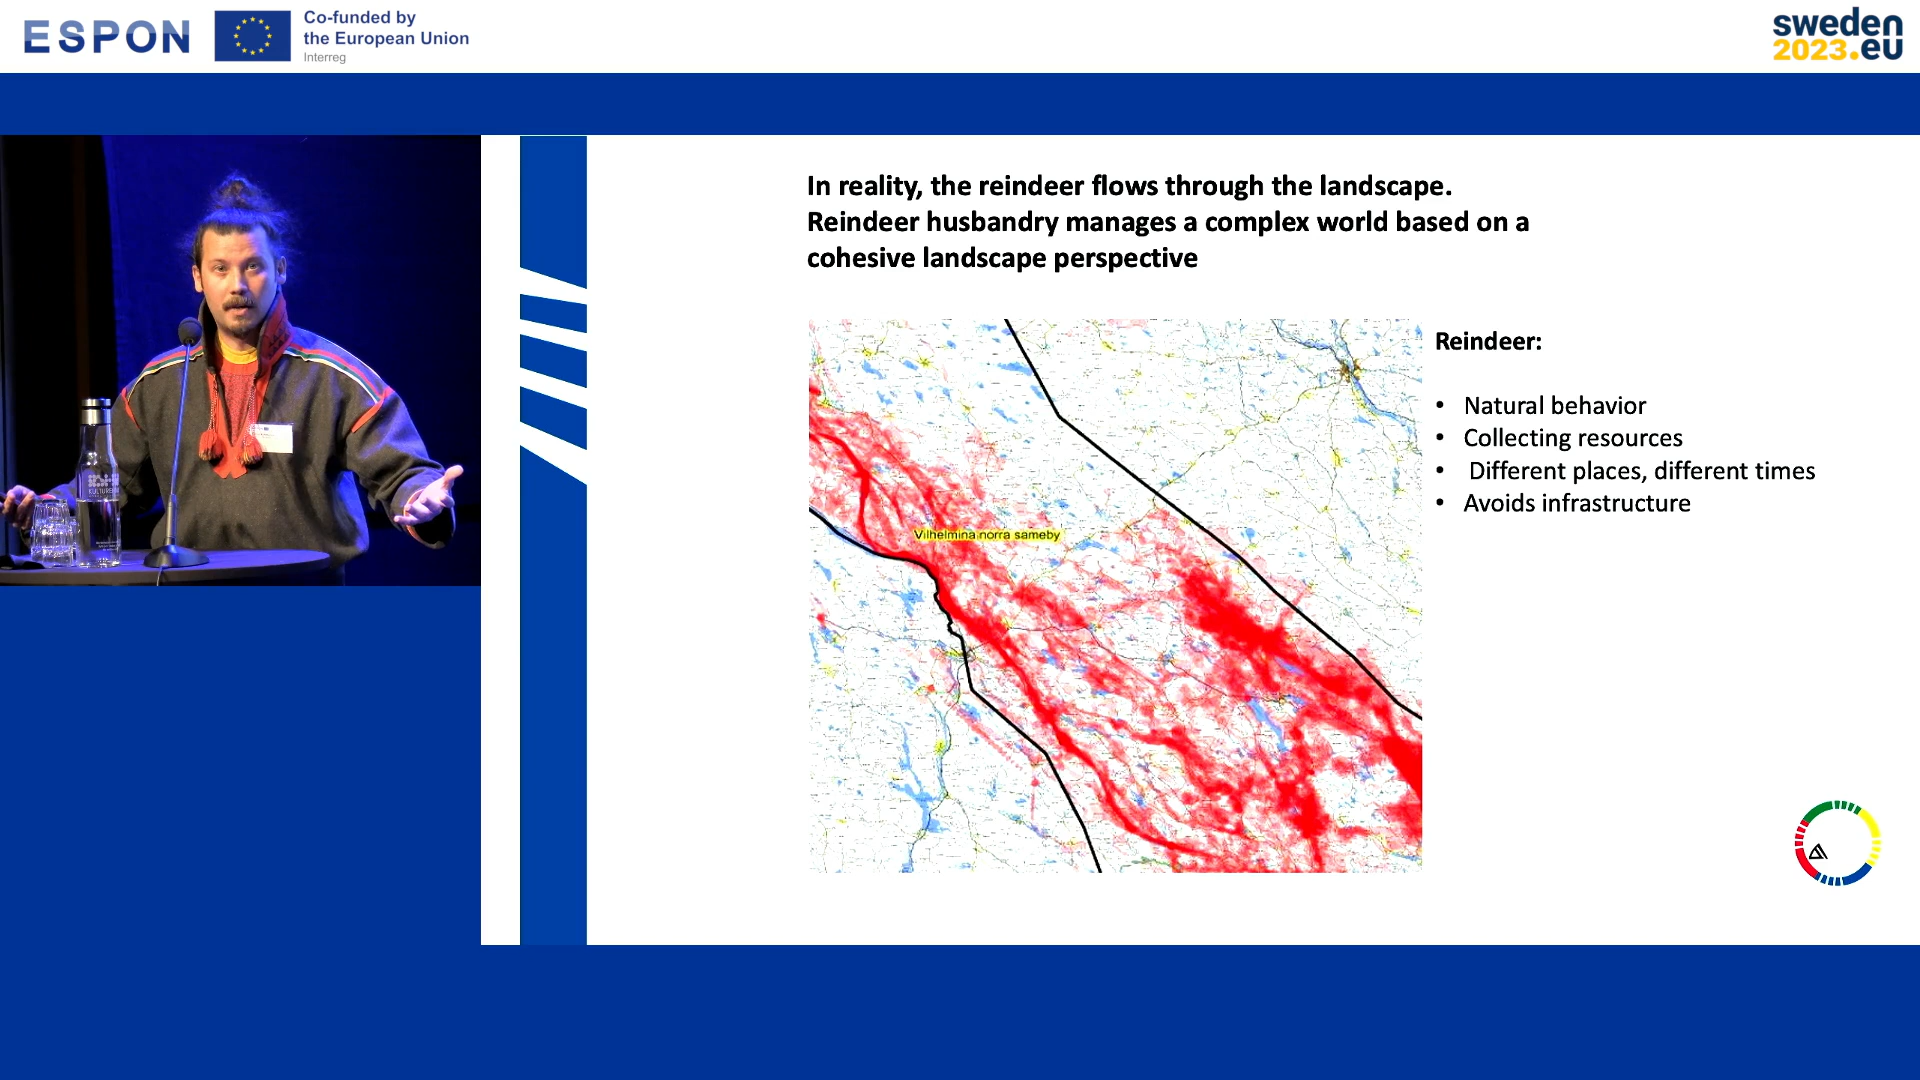 ESPON
Co-funded by
the European Union
Interreg
sweden
2023.eu
In reality, the reindeer flows through the landscape.
Reindeer husbandry manages a complex world based on a
cohesive landscape perspective
Vilhelmina norra sameby
Reindeer:
• Natural behavior
• Collecting resources
• Different places, different times
• Avoids infrastructure